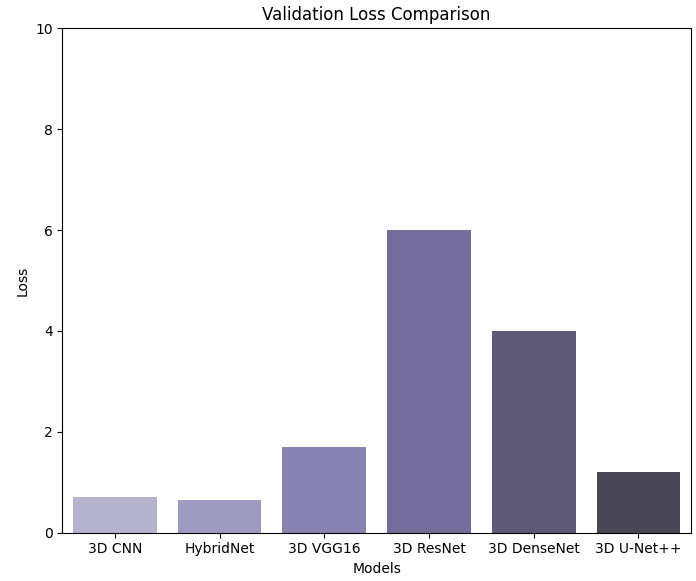 Validation Loss Comparison
10
8
6
4
2
0
Loss
3D CNN HybridNet 3D VGG16 3D ResNet 3D DenseNet 3D U-Net++
Models